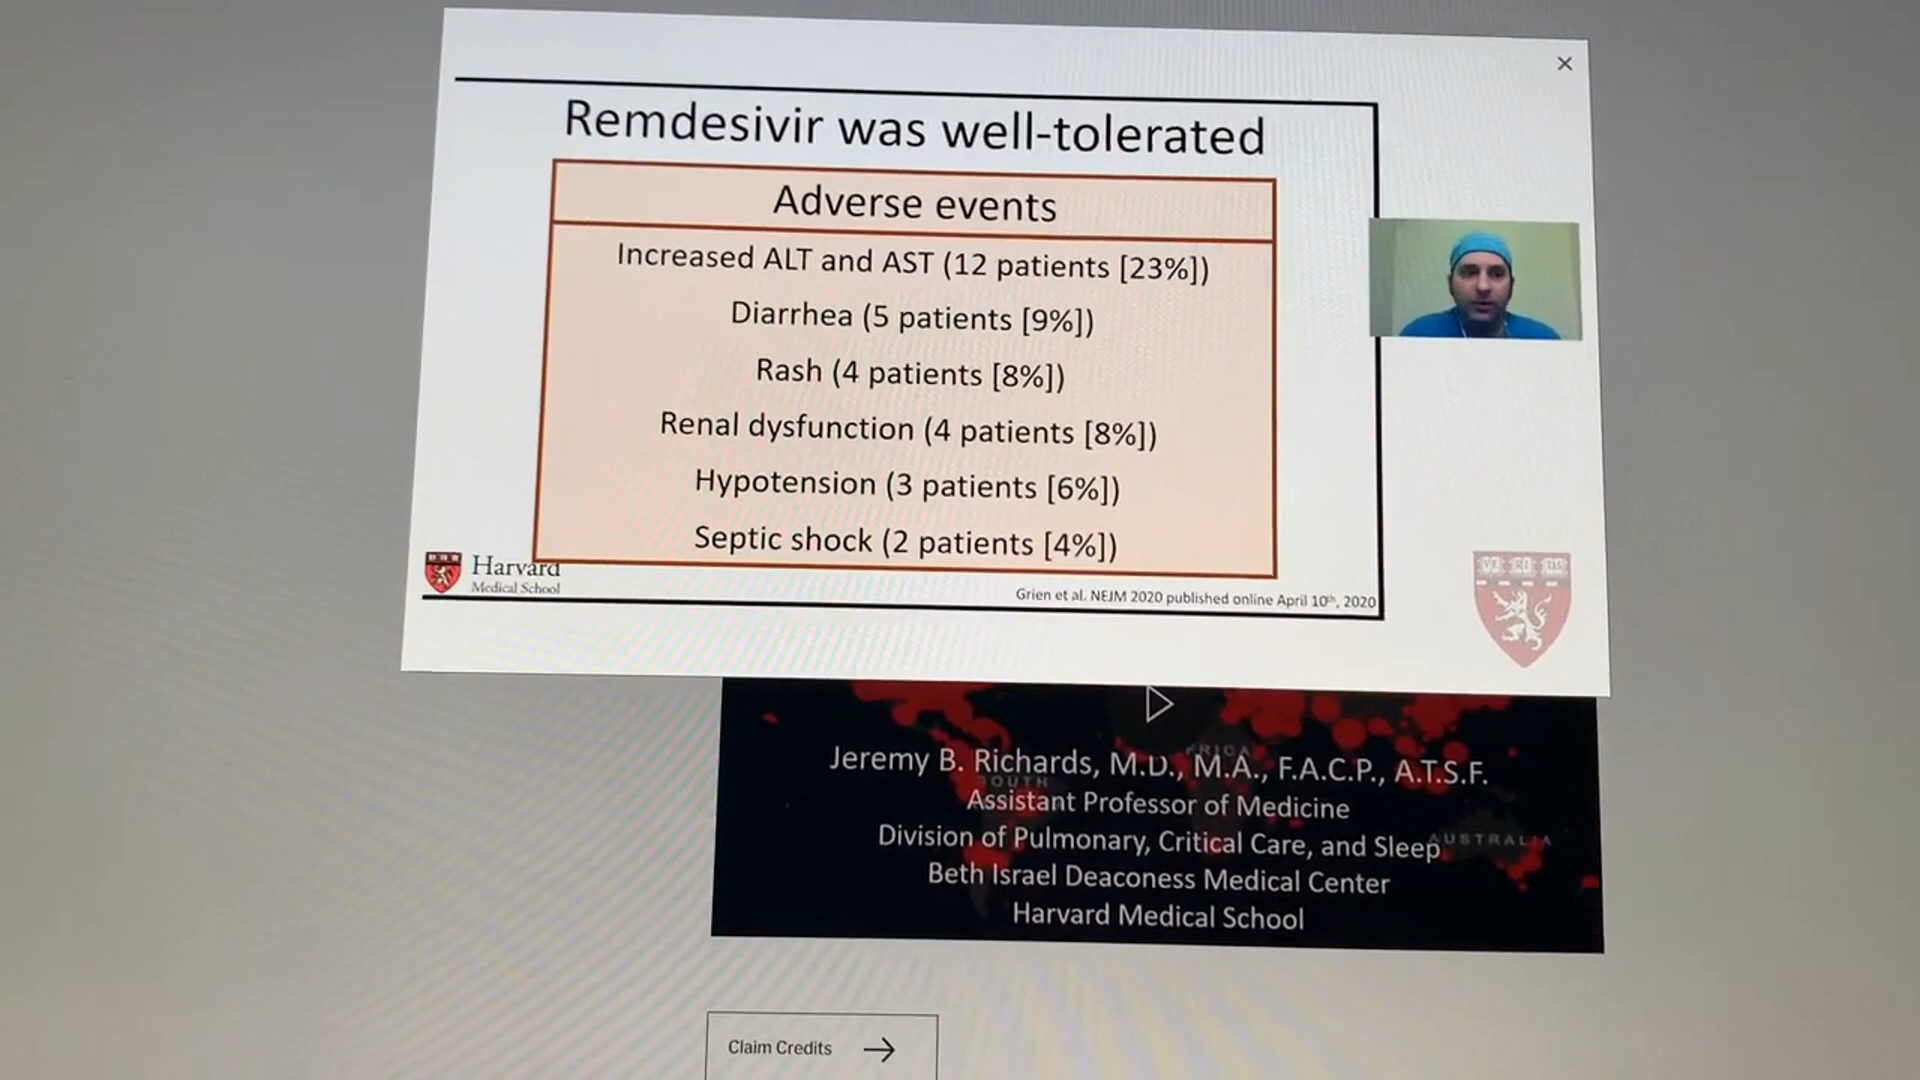 Remdesivir was well-tolerated
Adverse events
Increased ALT and AST (12 patients [23%])
Diarrhea (5 patients [9%])
Rash (4 patients [8%])
Renal dysfunction (4 patients [8%])
Hypotension (3 patients [6%])
Septic shock (2 patients [4%])
Harvard
Medical School
Grien et al. NEJM 2020 published online April 10th, 2020
Jeremy B. Richards, M.D., M.A., F.A.C.P., A.T.S.F.
SOUTH
Assistant Professor of Medicine
Division of Pulmonary, Critical Care, and Sleep
AUSTRALIA
Beth Israel Deaconess Medical Center
Harvard Medical School
Claim Credits